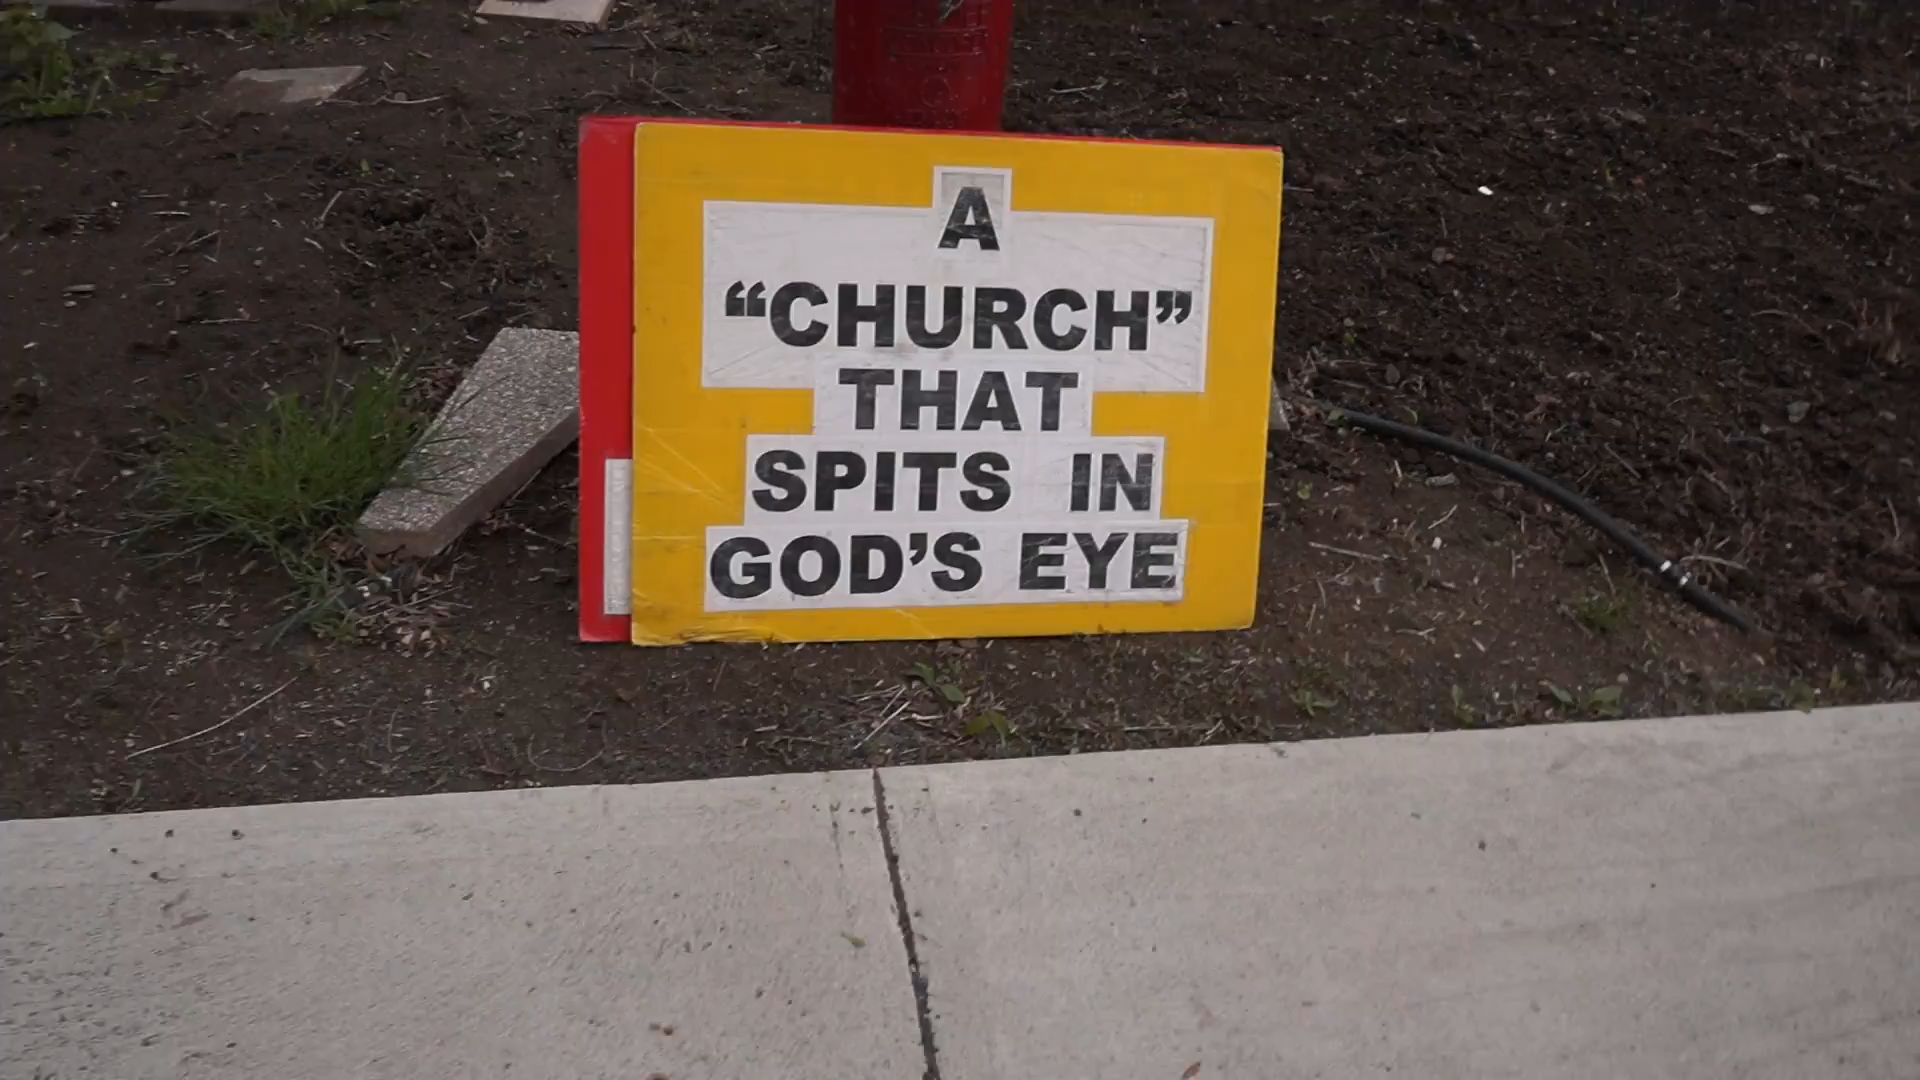 A
“CHURCH”
THAT
SPITS IN
GOD’S EYE